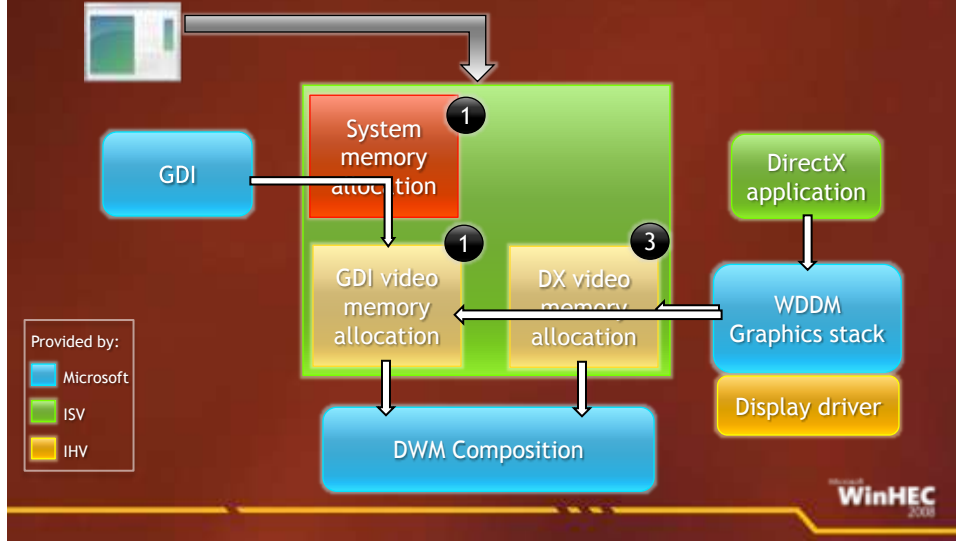 System
memory
allocation
1
GDI
DirectX
application
GDI video
memory
allocation
1
DX video
memory
allocation
3
WDDM
Graphics stack
Display driver
DWM Composition
Provided by:
Microsoft
ISV
IHV
Microsoft
WinHEC
2008